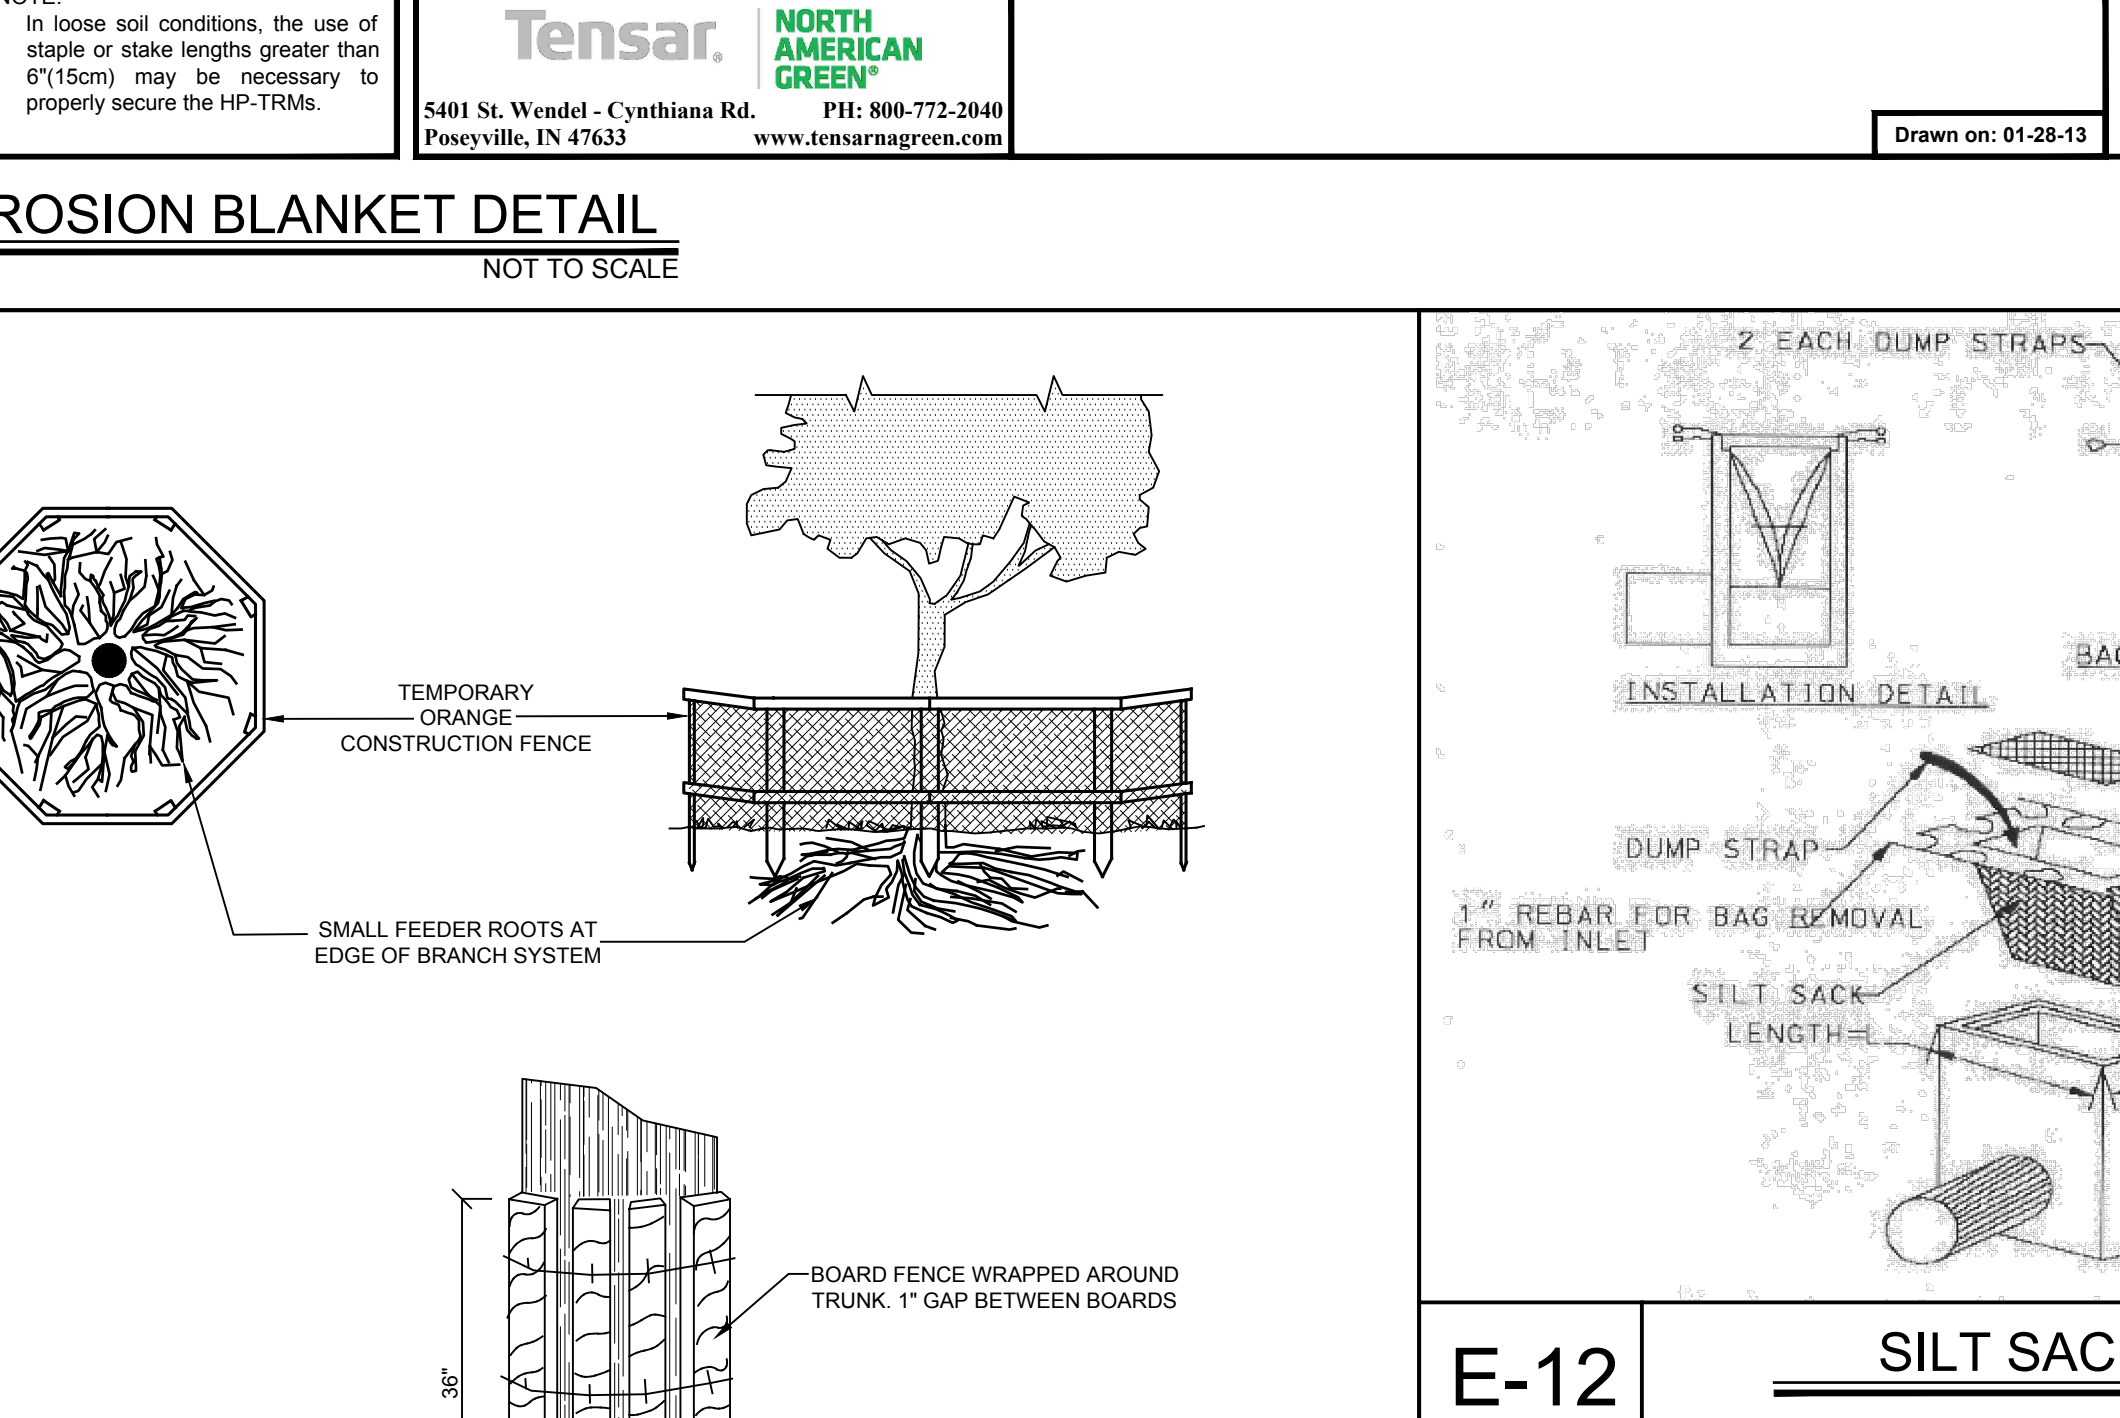 In loose soil conditions, the use of
staple or stake lengths greater than
6"(15cm) may be necessary to
properly secure the HP-TRMs.
Tensar®
NORTH
AMERICAN
GREEN®
5401 St. Wendel - Cynthiana Rd. PH: 800-772-2040
Poseyville, IN 47633 www.tensarnagreen.com
Drawn on: 01-28-13
ROSION BLANKET DETAIL
NOT TO SCALE
TEMPORARY
ORANGE
CONSTRUCTION FENCE
SMALL FEEDER ROOTS AT
EDGE OF BRANCH SYSTEM
BOARD FENCE WRAPPED AROUND
TRUNK. 1" GAP BETWEEN BOARDS
36"
2 EACH DUMP STRAPS
BAG
INSTALLATION DETAIL
DUMP STRAP
1" REBAR FOR BAG REMOVAL
FROM INLET
SILT SACK
LENGTH=L
E-12
SILT SAC